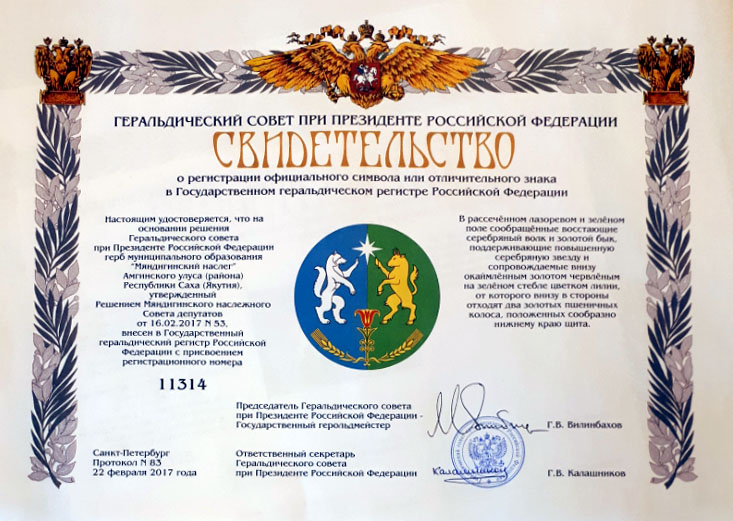 ГЕРАЛЬДИЧЕСКИЙ СОВЕТ ПРИ ПРЕЗИДЕНТЕ РОССИЙСКОЙ ФЕДЕРАЦИИ
СВИДЕТЕЛЬСТВО
о регистрации официального символа или отличительного знака
в Государственном геральдическом регистре Российской Федерации
Настоящим удостоверяется, что на
основании решения
Геральдического совета
при Президенте Российской Федерации
герб муниципального образования
"Мяндигинский наслег"
Амгинского улуса (района)
Республики Саха (Якутия),
утвержденный
Решением Мяндигинского наслежного
Совета депутатов
от 16.02.2017 N 53,
внесен в Государственный
геральдический регистр Российской
Федерации с присвоением
регистрационного номера
11314
В рассечённом лазоревом и зелёном
поле сообращённые восстающие
серебряный волк и золотой бык,
поддерживающие повышенную
серебряную звезду и
сопровождаемые внизу
окаймлённым золотом червлёным
на зелёном стебле цветком лилии,
от которого внизу в стороны
отходят два золотых пшеничных
колоса, положенных сообразно
нижнему краю щита.
Председатель Геральдического совета
при Президенте Российской Федерации -
Государственный герольдмейстер
Г.В. Вилинбахов
Санкт-Петербург
Протокол N 83
22 февраля 2017 года
Ответственный секретарь
Геральдического совета
при Президенте Российской Федерации
Калашников
Г.В. Калашников